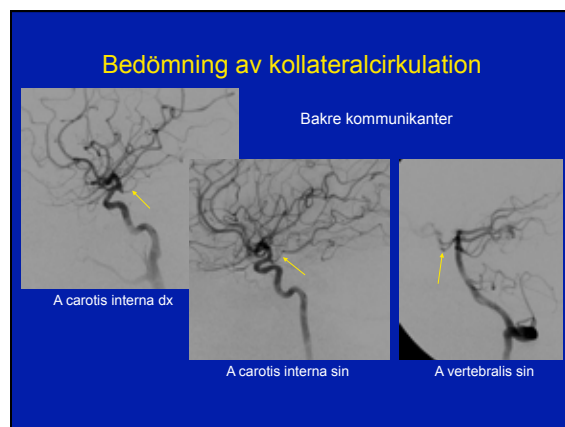 Bedömning av kollateralcirkulation
Bakre kommunikanter
A carotis interna dx
A carotis interna sin
A vertebralis sin